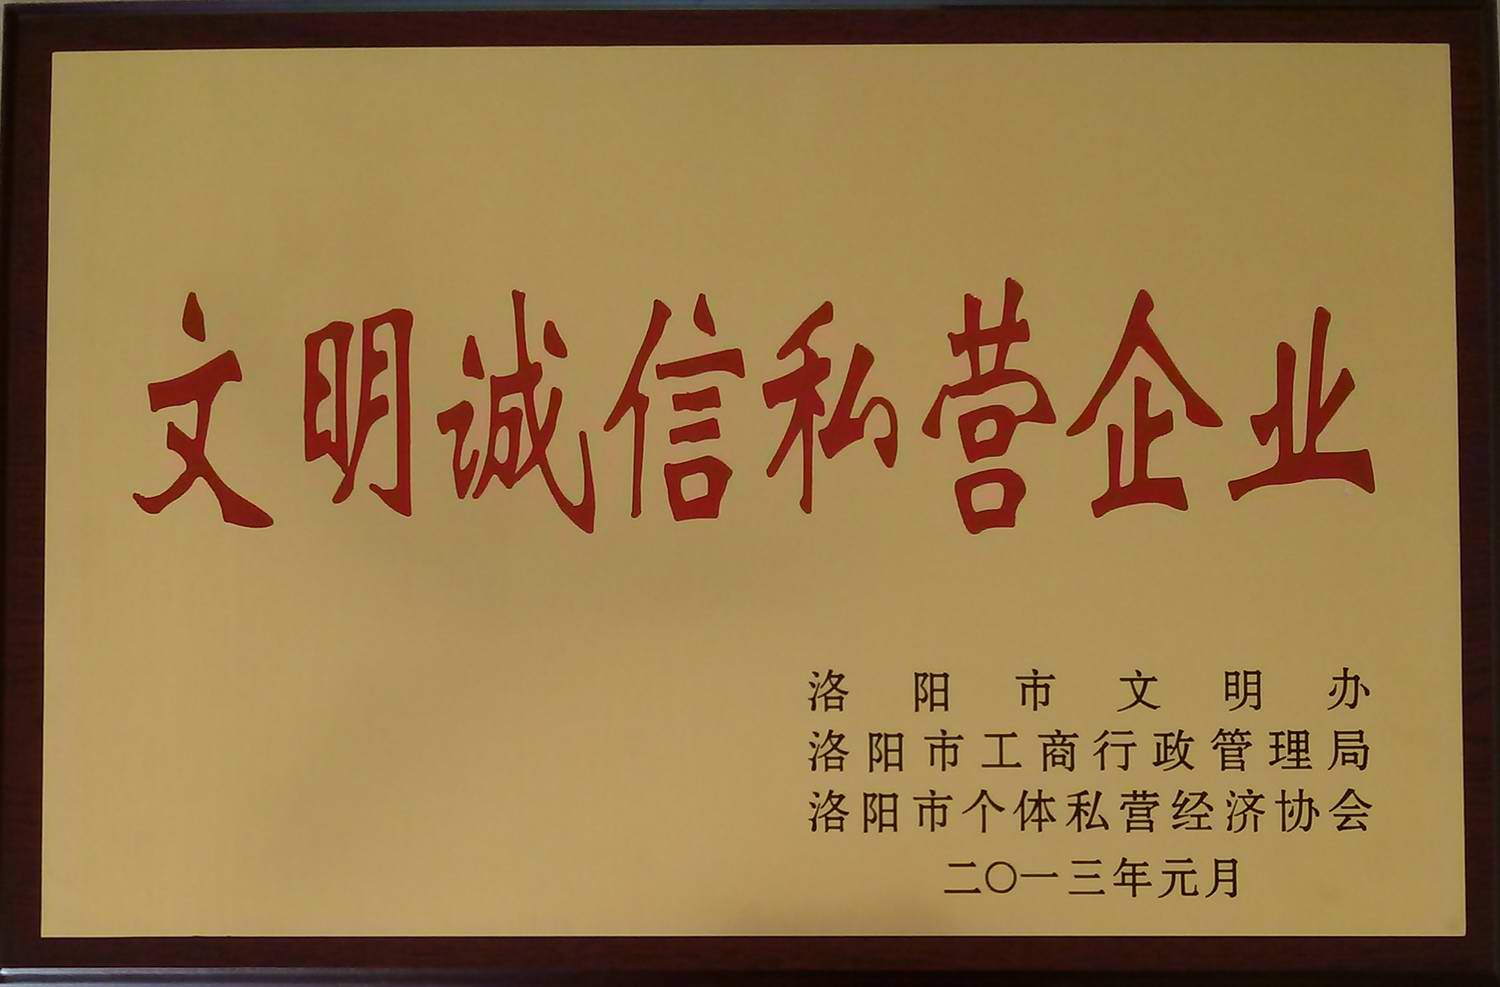 文明诚信私营企业
洛阳市文明办
洛阳市工商行政管理局
洛阳市个体私营经济协会
二〇一三年元月